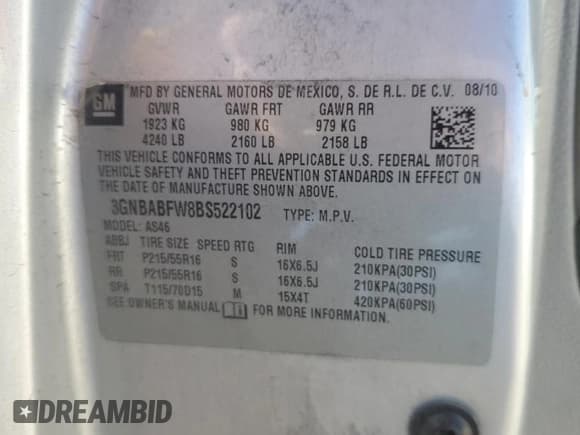 GM
MFD BY GENERAL MOTORS DE MEXICO, S. DE R.L. DE C.V. 08/10
GVWR GAWR FRT GAWR RR
1923 KG 980 KG 979 KG
4240 LB 2160 LB 2158 LB
THIS VEHICLE CONFORMS TO ALL APPLICABLE U.S. FEDERAL MOTOR
VEHICLE SAFETY AND THEFT PREVENTION STANDARDS IN EFFECT ON
THE DATE OF MANUFACTURE SHOWN ABOVE.
3GNBABFW8BS522102 TYPE: M.P.V.
MODEL: AS46
ABBJ TIRE SIZE SPEED RTG RIM COLD TIRE PRESSURE
FRT P215/55R16 S 16X6.5J 210KPA(30PSI)
RR P215/55R16 S 16X6.5J 210KPA(30PSI)
SPA T115/70D15 M 15X4T 420KPA(60PSI)
SEE OWNER'S MANUAL FOR MORE INFORMATION.
DREAMBID